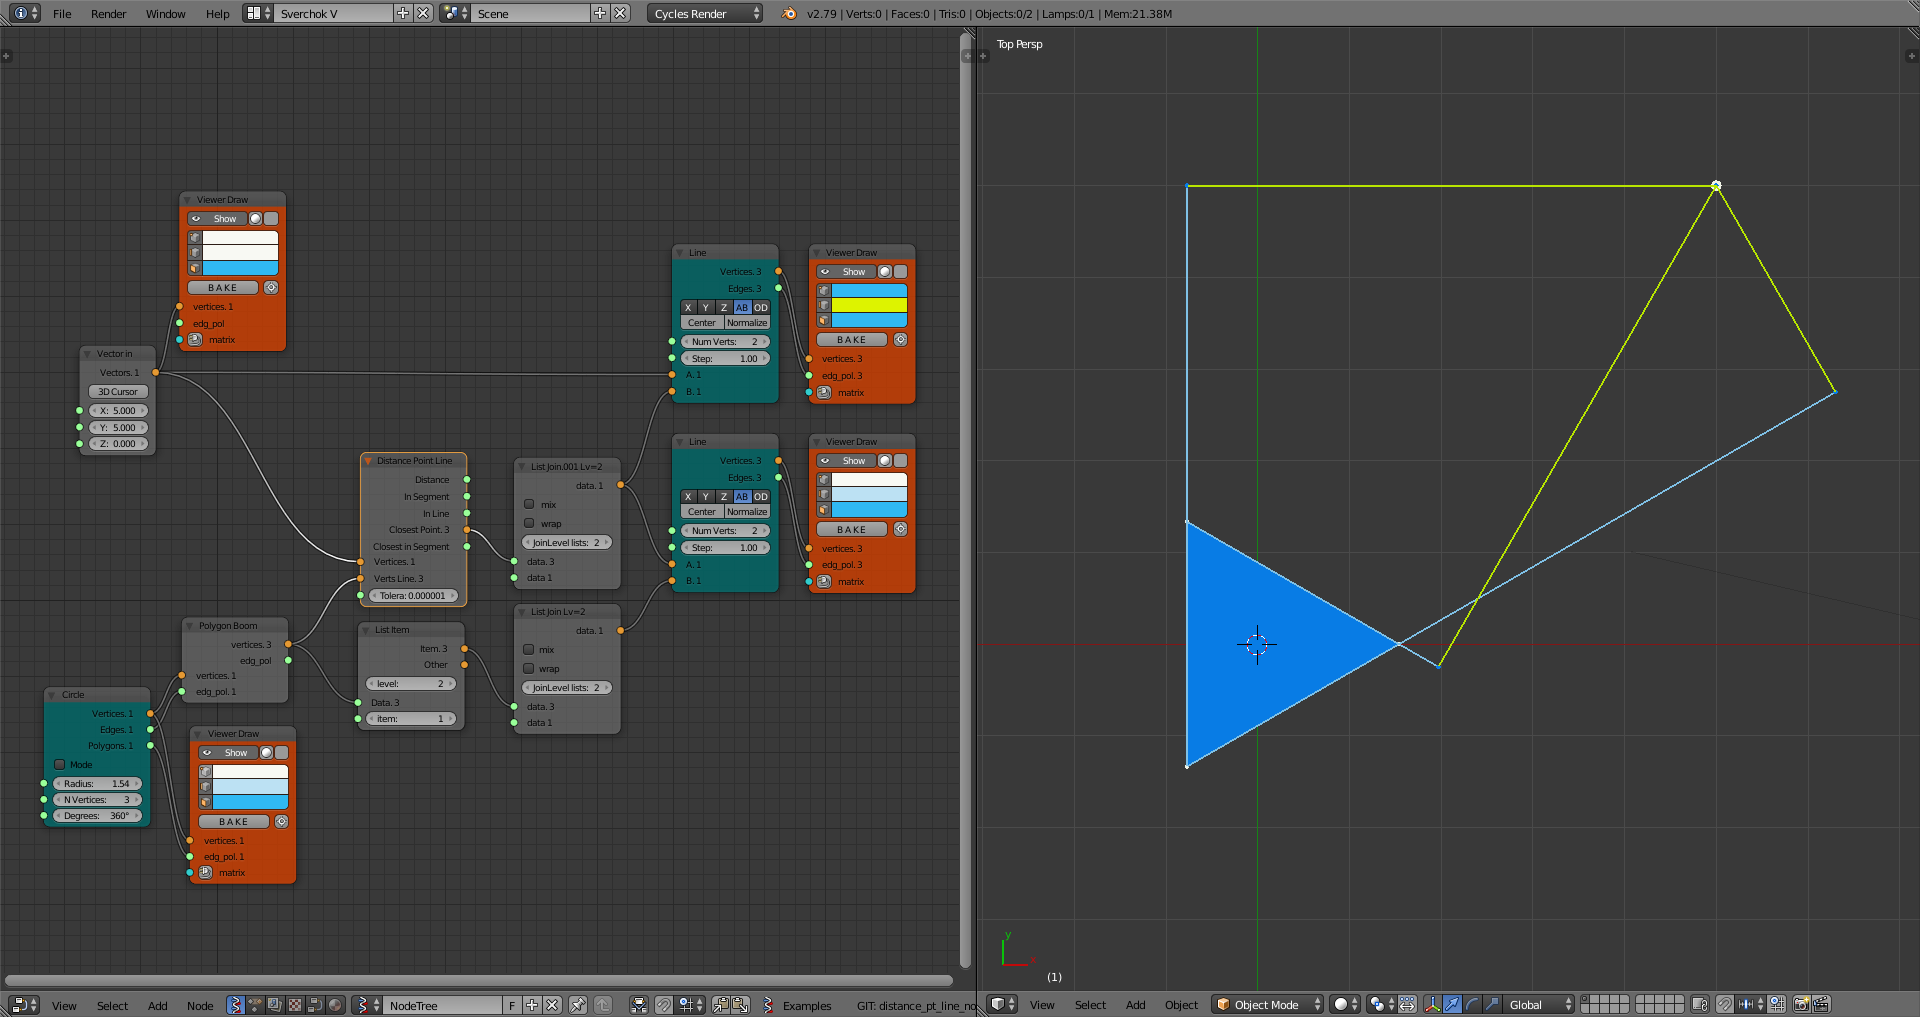 File Render Window Help Sverchok V Scene Cycles Render v2.79 | Verts:0 | Faces:0 | Tris:0 | Objects:0/2 | Lamps:0/1 | Mem:21.38M
Top Persp
Viewer Draw
Show
BAKE
vertices. 1
edg_pol
matrix
Vector in
Vectors. 1
3D Cursor
X: 5.000
Y: 5.000
Z: 0.000
Line
Vertices. 3
Edges. 3
X Y Z AB OD
Center Normalize
Num Verts: 2
Step: 1.00
A. 1
B. 1
Viewer Draw
Show
BAKE
vertices. 3
edg_pol. 3
matrix
Distance Point Line
Distance
In Segment
In Line
Closest Point. 3
Closest in Segment
Vertices. 1
Verts Line. 3
Tolera: 0.000001
List Join.001 Lv=2
data. 1
mix
wrap
JoinLevel lists: 2
data. 3
data 1
Line
Vertices. 3
Edges. 3
X Y Z AB OD
Center Normalize
Num Verts: 2
Step: 1.00
A. 1
B. 1
Viewer Draw
Show
BAKE
vertices. 3
edg_pol. 3
matrix
Polygon Boom
vertices. 3
edg_pol
vertices. 1
edg_pol. 1
List Item
Item. 3
Other
level: 2
Data. 3
item: 1
List Join Lv=2
data. 1
mix
wrap
JoinLevel lists: 2
data. 3
data 1
Circle
Vertices. 1
Edges. 1
Polygons. 1
Mode
Radius: 1.54
N Vertices: 3
Degrees: 360°
Viewer Draw
Show
BAKE
vertices. 1
edg_pol. 1
matrix
y
x
(1)
View Select Add Node NodeTree F Examples GIT: distance_pt_line_no
View Select Add Object Object Mode Global